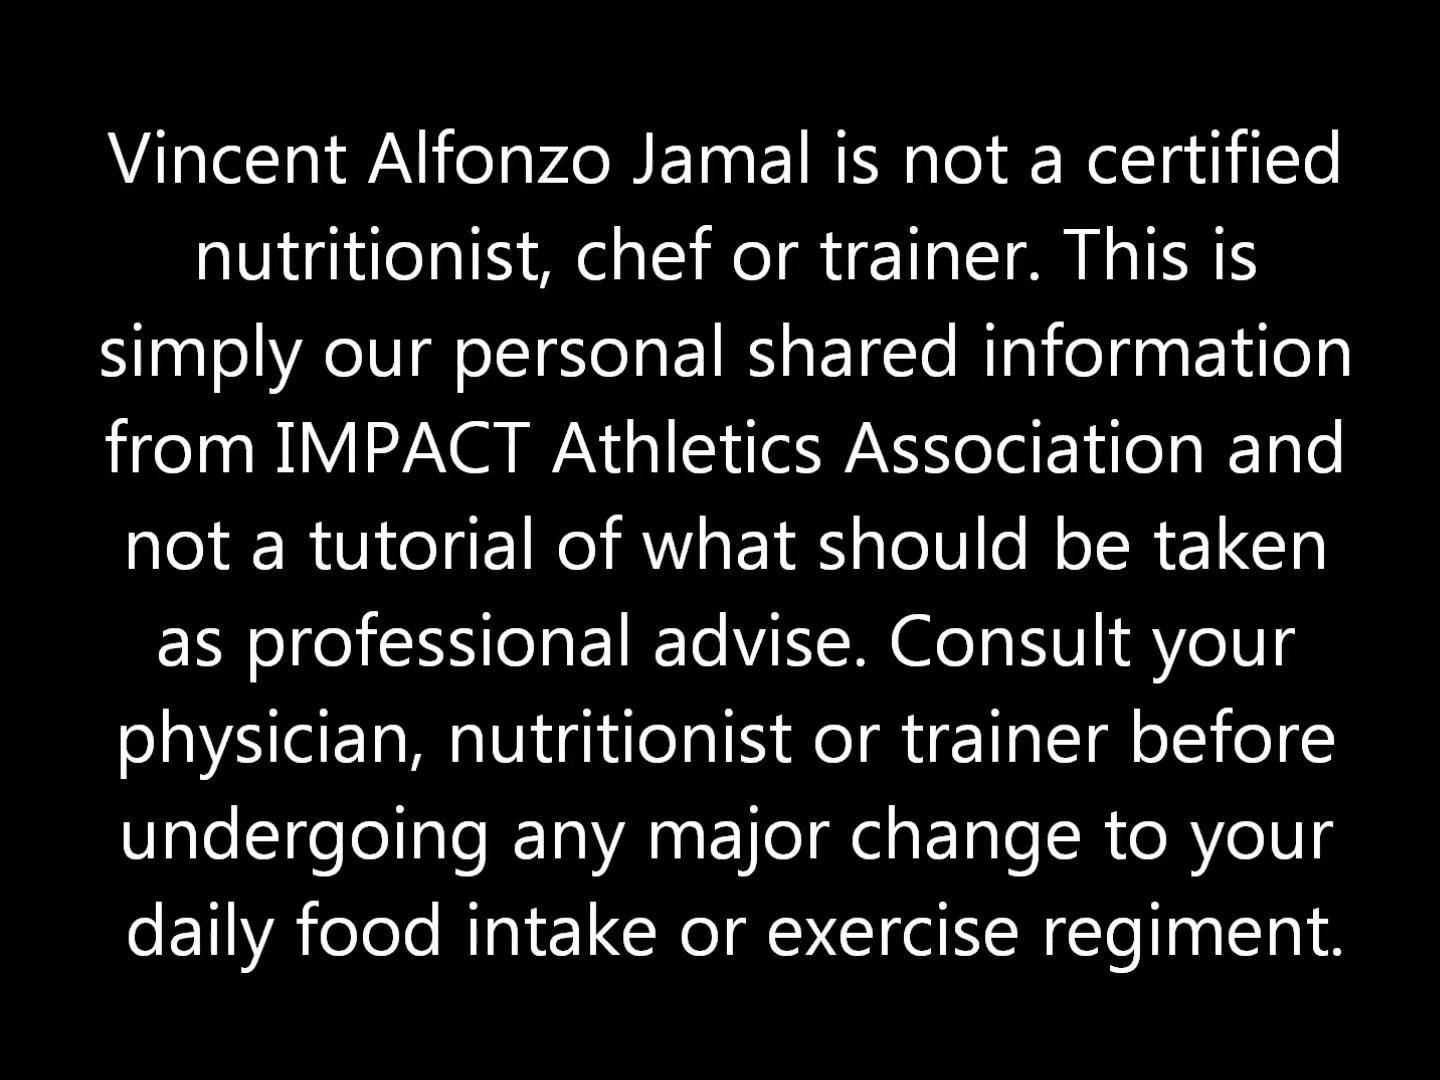 Vincent Alfonzo Jamal is not a certified
nutritionist, chef or trainer. This is
simply our personal shared information
from IMPACT Athletics Association and
not a tutorial of what should be taken
as professional advise. Consult your
physician, nutritionist or trainer before
undergoing any major change to your
daily food intake or exercise regiment.